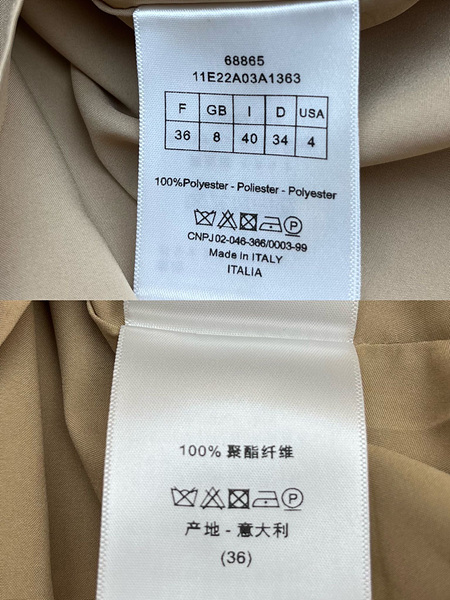 68865
11E22A03A1363
F GB I D USA
36 8 40 34 4
100%Polyester - Poliester - Polyester
P
CNPJ 02-046-366/0003-99
Made in ITALY
ITALIA
100% 聚酯纤维
P
产地 - 意大利
(36)